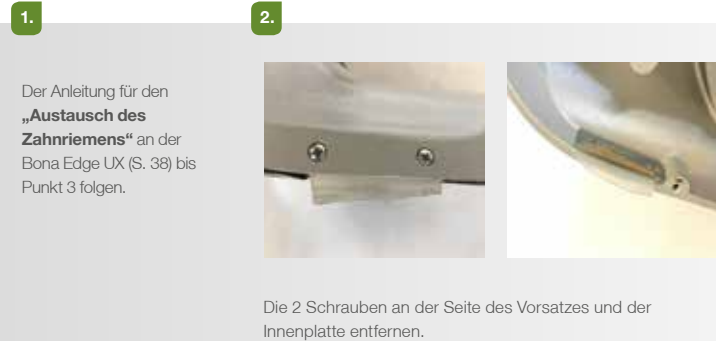 1.
Der Anleitung für den
„Austausch des
Zahnriemens“ an der
Bona Edge UX (S. 38) bis
Punkt 3 folgen.
2.
Die 2 Schrauben an der Seite des Vorsatzes und der
Innenplatte entfernen.